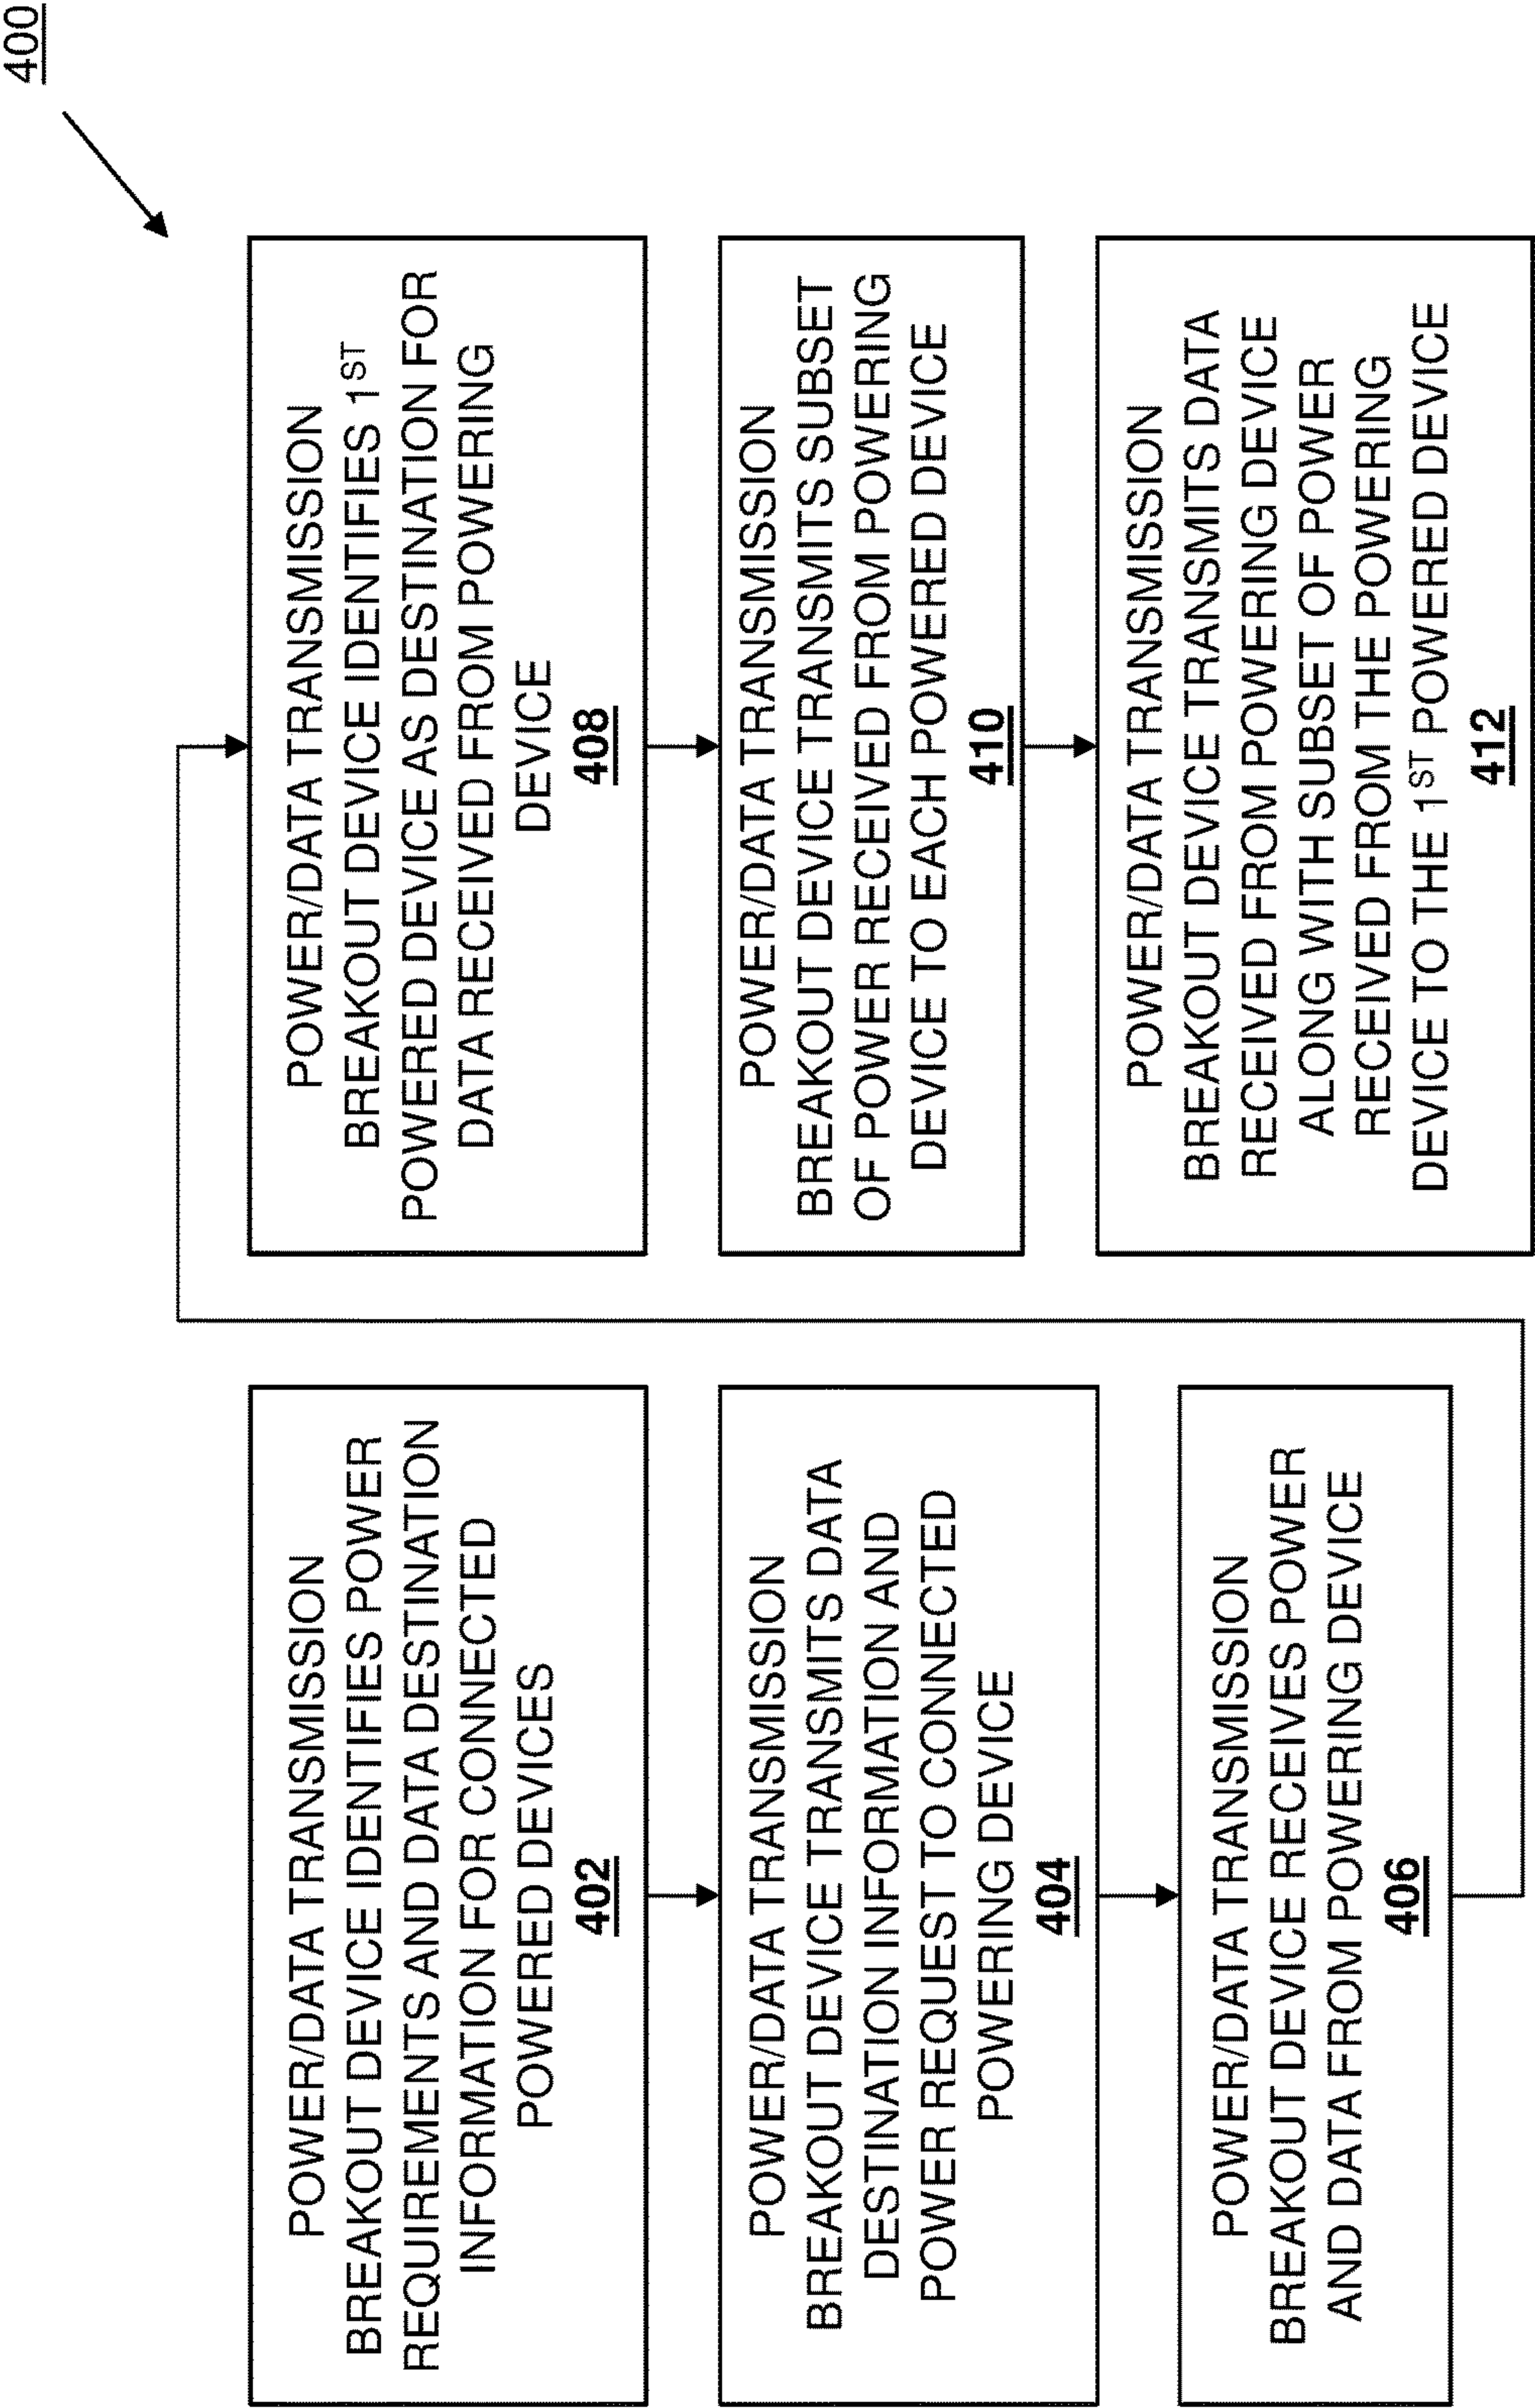 400
POWER/DATA TRANSMISSION
BREAKOUT DEVICE IDENTIFIES POWER
REQUIREMENTS AND DATA DESTINATION
INFORMATION FOR CONNECTED
POWERED DEVICES
402
POWER/DATA TRANSMISSION
BREAKOUT DEVICE TRANSMITS DATA
DESTINATION INFORMATION AND
POWER REQUEST TO CONNECTED
POWERING DEVICE
404
POWER/DATA TRANSMISSION
BREAKOUT DEVICE RECEIVES POWER
AND DATA FROM POWERING DEVICE
406
POWER/DATA TRANSMISSION
BREAKOUT DEVICE IDENTIFIES 1ST
POWERED DEVICE AS DESTINATION FOR
DATA RECEIVED FROM POWERING
DEVICE
408
POWER/DATA TRANSMISSION
BREAKOUT DEVICE TRANSMITS SUBSET
OF POWER RECEIVED FROM POWERING
DEVICE TO EACH POWERED DEVICE
410
POWER/DATA TRANSMISSION
BREAKOUT DEVICE TRANSMITS DATA
RECEIVED FROM POWERING DEVICE
ALONG WITH SUBSET OF POWER
RECEIVED FROM THE POWERING
DEVICE TO THE 1ST POWERED DEVICE
412